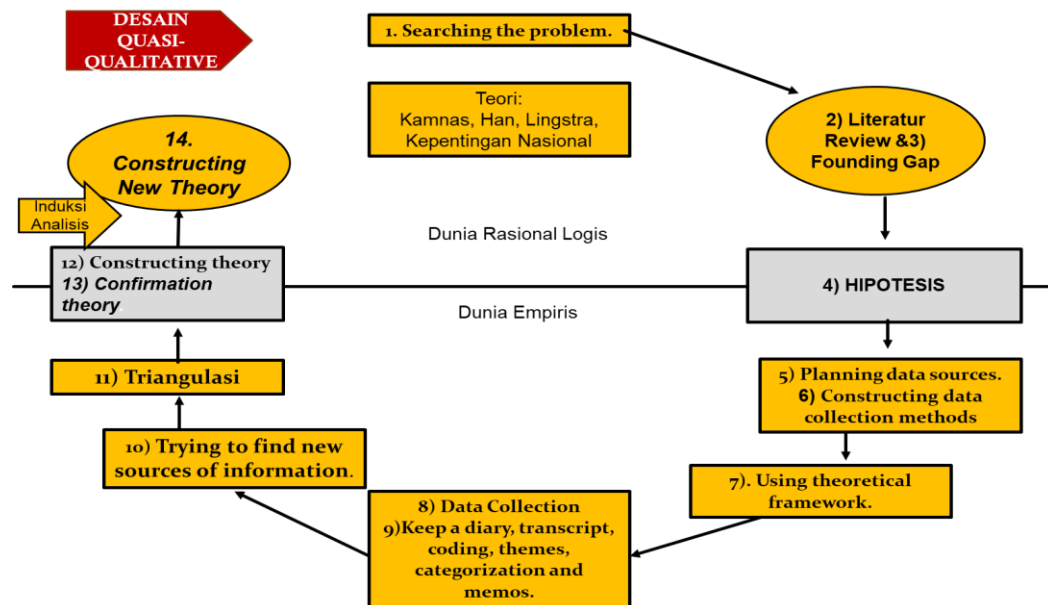 DESAIN
QUASI-
QUALITATIVE
1. Searching the problem.
Teori:
Kamnas, Han, Lingstra,
Kepentingan Nasional
2) Literatur
Review &3)
Founding Gap
14.
Constructing
New Theory
Induksi
Analisis
Dunia Rasional Logis
12) Constructing theory
13) Confirmation
theory.
4) HIPOTESIS
Dunia Empiris
11) Triangulasi
5) Planning data sources.
6) Constructing data
collection methods
10) Trying to find new
sources of information.
7). Using theoretical
framework.
8) Data Collection
9)Keep a diary, transcript,
coding, themes,
categorization and
memos.